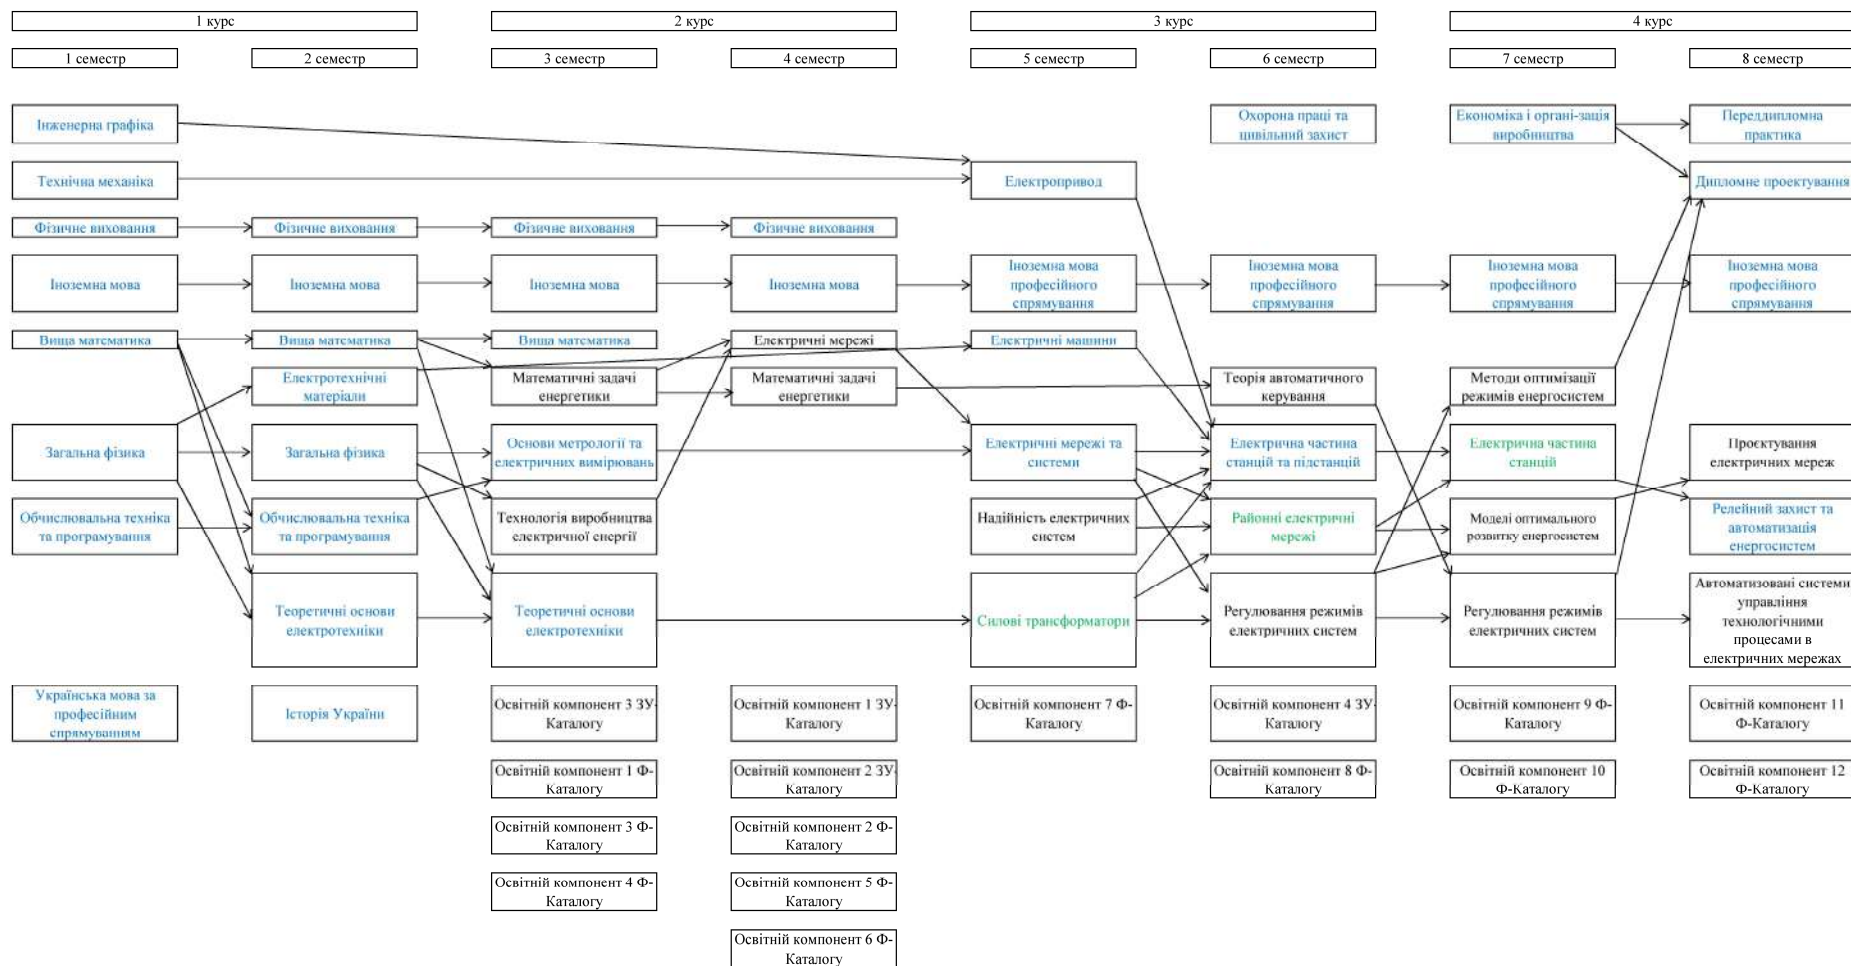 1 курс
2 курс
3 курс
4 курс
1 семестр
2 семестр
3 семестр
4 семестр
5 семестр
6 семестр
7 семестр
8 семестр
Інженерна графіка
Охорона праці та
цивільний захист
Економіка і органі-зація
виробництва
Переддипломна
практика
Технічна механіка
Електропривод
Дипломне проектування
Фізичне виховання
Фізичне виховання
Фізичне виховання
Фізичне виховання
Іноземна мова
Іноземна мова
Іноземна мова
Іноземна мова
Іноземна мова
професійного
спрямування
Іноземна мова
професійного
спрямування
Іноземна мова
професійного
спрямування
Іноземна мова
професійного
спрямування
Вища математика
Вища математика
Вища математика
Електричні мережі
Електричні машини
Електротехнічні
матеріали
Математичні задачі
енергетики
Математичні задачі
енергетики
Теорія автоматичного
керування
Методи оптимізації
режимів енергосистем
Загальна фізика
Загальна фізика
Основи метрології та
електричних вимірювань
Електричні мережі та
системи
Електрична частина
станцій та підстанцій
Електрична частина
станцій
Проєктування
електричних мереж
Обчислювальна техніка
та програмування
Обчислювальна техніка
та програмування
Технологія виробництва
електричної енергії
Надійність електричних
систем
Районні електричні
мережі
Моделі оптимального
розвитку енергосистем
Релейний захист та
автоматизація
енергосистем
Теоретичні основи
електротехніки
Теоретичні основи
електротехніки
Силові трансформатори
Регулювання режимів
електричних систем
Регулювання режимів
електричних систем
Автоматизовані системи
управління
технологічними
процесами в
електричних мережах
Українська мова за
професійним
спрямуванням
Історія України
Освітній компонент 3 ЗУ-
Каталогу
Освітній компонент 1 ЗУ-
Каталогу
Освітній компонент 7 Ф-
Каталогу
Освітній компонент 4 ЗУ-
Каталогу
Освітній компонент 9 Ф-
Каталогу
Освітній компонент 11
Ф-Каталогу
Освітній компонент 1 Ф-
Каталогу
Освітній компонент 2 ЗУ-
Каталогу
Освітній компонент 8 Ф-
Каталогу
Освітній компонент 10
Ф-Каталогу
Освітній компонент 12
Ф-Каталогу
Освітній компонент 3 Ф-
Каталогу
Освітній компонент 2 Ф-
Каталогу
Освітній компонент 4 Ф-
Каталогу
Освітній компонент 5 Ф-
Каталогу
Освітній компонент 6 Ф-
Каталогу